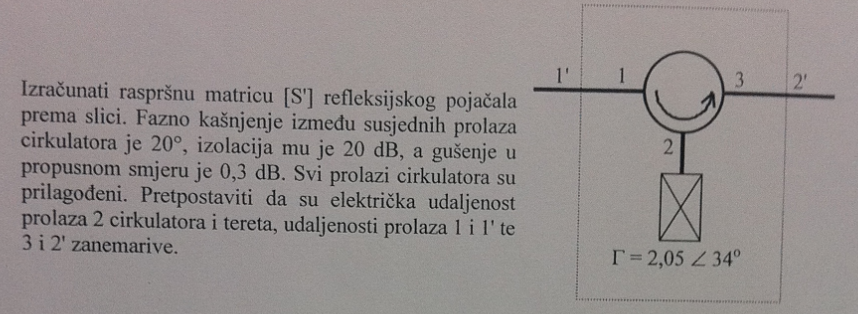 Izračunati raspršnu matricu [S'] refleksijskog pojačala
prema slici. Fazno kašnjenje između susjednih prolaza
cirkulatora je 20°, izolacija mu je 20 dB, a gušenje u
propusnom smjeru je 0,3 dB. Svi prolazi cirkulatora su
prilagođeni. Pretpostaviti da su električka udaljenost
prolaza 2 cirkulatora i tereta, udaljenosti prolaza 1 i 1' te
3 i 2' zanemarive.
1' 1 3 2'
2
Γ = 2,05 ∠ 34°